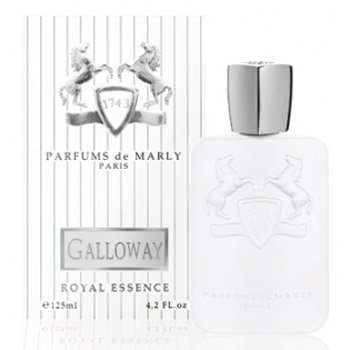 1743
PARFUMS de MARLY
PARIS
GALLOWAY
ROYAL ESSENCE
℮125ml 4.2 fl.Oz